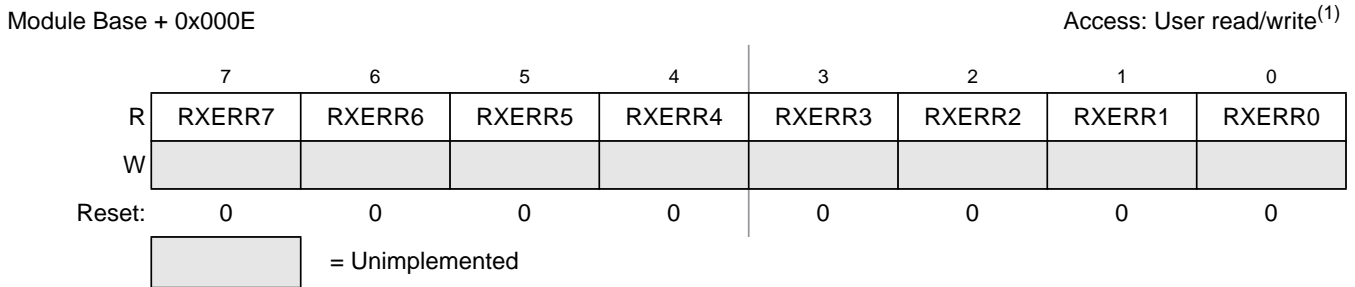 Module Base + 0x000E Access: User read/write(1)
7 6 5 4 3 2 1 0
R RXERR7 RXERR6 RXERR5 RXERR4 RXERR3 RXERR2 RXERR1 RXERR0
W
Reset: 0 0 0 0 0 0 0 0
= Unimplemented